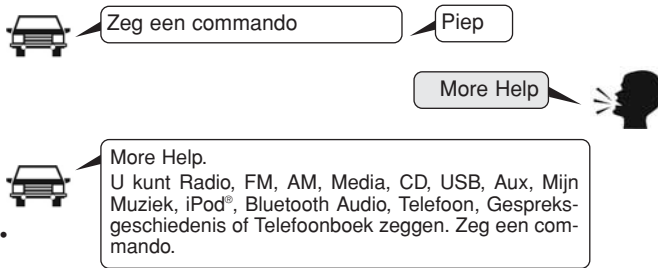 Zeg een commando
Piep
More Help
More Help.
U kunt Radio, FM, AM, Media, CD, USB, Aux, Mijn
Muziek, iPod®, Bluetooth Audio, Telefoon, Gespreks-
geschiedenis of Telefoonboek zeggen. Zeg een com-
mando.